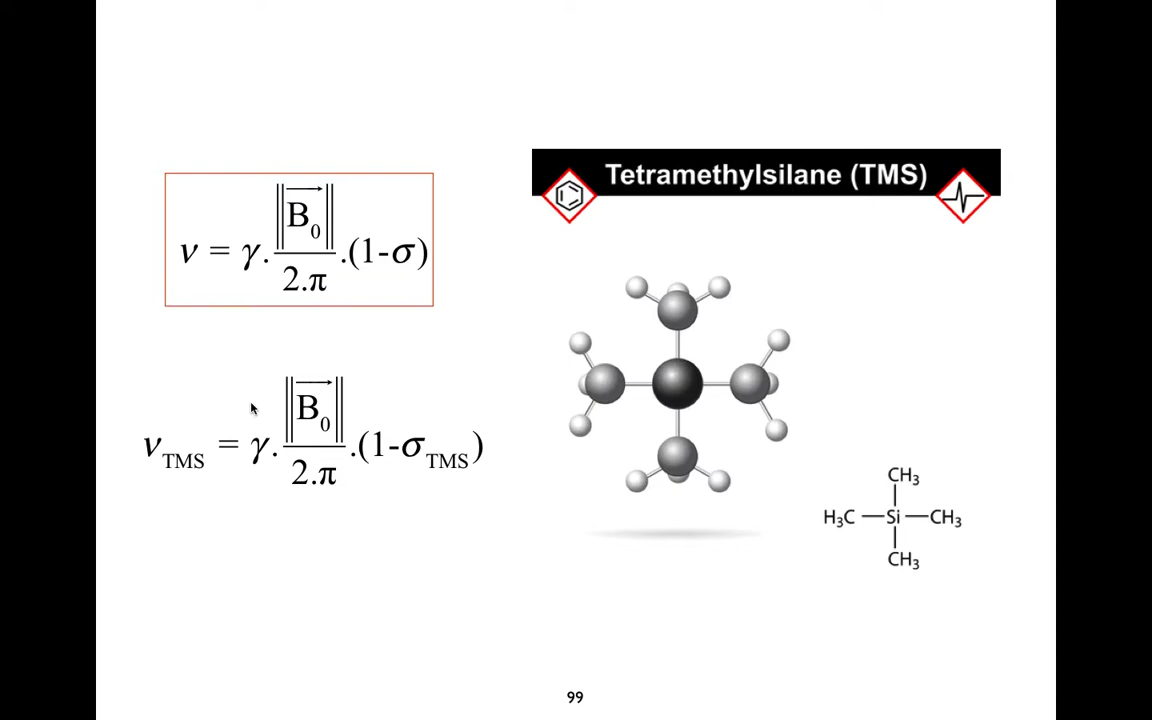 Tetramethylsilane (TMS)
ν = γ.‖B₀‖/2.π.(1-σ)
ν_TMS = γ.‖B₀‖/2.π.(1-σ_TMS)
CH₃
H₃C—Si—CH₃
CH₃
99